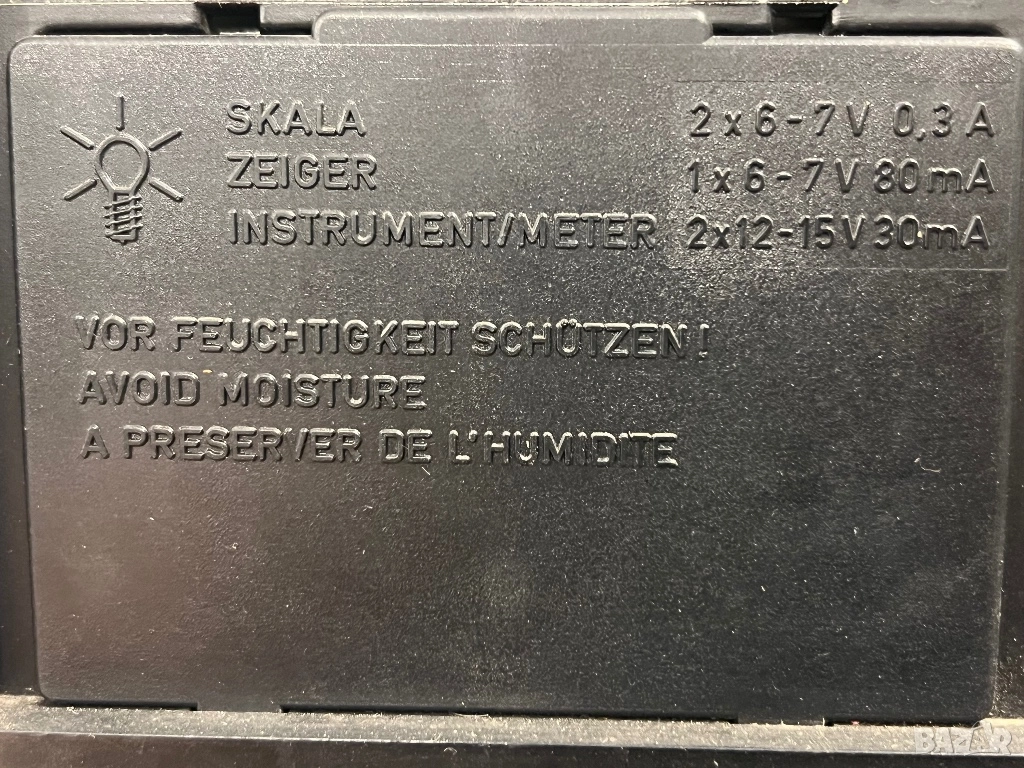 SKALA 2 x 6 - 7 V 0,3 A
ZEIGER 1 x 6 - 7 V 80 mA
INSTRUMENT/METER 2 x 12 - 15 V 30 mA
VOR FEUCHTIGKEIT SCHÜTZEN!
AVOID MOISTURE
A PRESERVER DE L'HUMIDITE
BAZAR